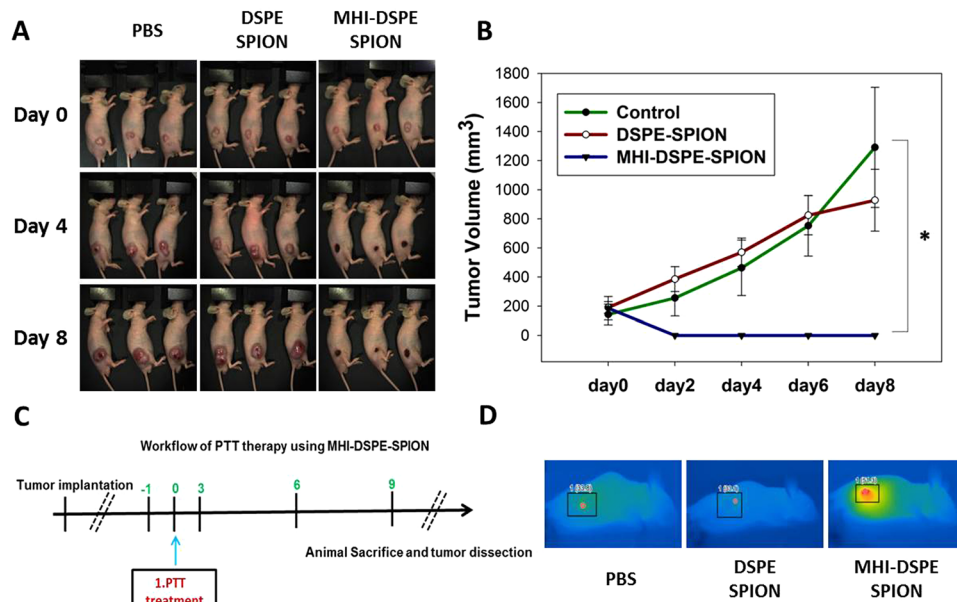 A
PBS
DSPE
SPION
MHI-DSPE
SPION
Day 0
Day 4
Day 8
B
Tumor Volume (mm³)
1800
1600
1400
1200
1000
800
600
400
200
0
Control
DSPE-SPION
MHI-DSPE-SPION
*
day0 day2 day4 day6 day8
C
Workflow of PTT therapy using MHI-DSPE-SPION
Tumor implantation
-1 0 3 6 9
Animal Sacrifice and tumor dissection
1.PTT
treatment
D
PBS
DSPE
SPION
MHI-DSPE
SPION